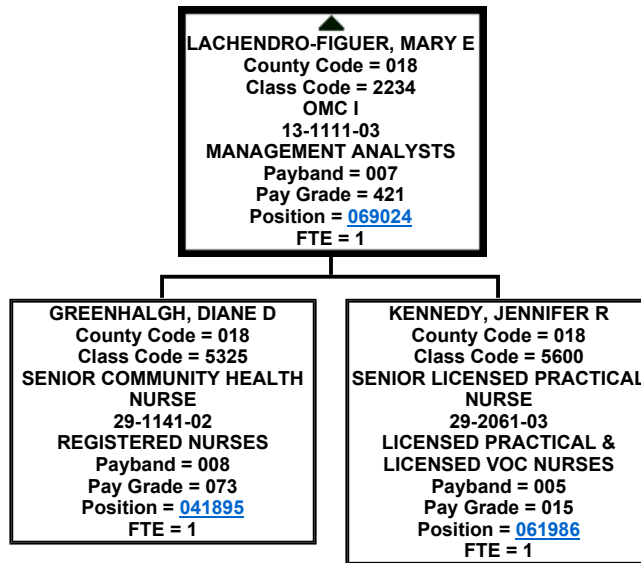 LACHENDRO-FIGUER, MARY E
County Code = 018
Class Code = 2234
OMC I
13-1111-03
MANAGEMENT ANALYSTS
Payband = 007
Pay Grade = 421
Position = 069024
FTE = 1
GREENHALGH, DIANE D
County Code = 018
Class Code = 5325
SENIOR COMMUNITY HEALTH
NURSE
29-1141-02
REGISTERED NURSES
Payband = 008
Pay Grade = 073
Position = 041895
FTE = 1
KENNEDY, JENNIFER R
County Code = 018
Class Code = 5600
SENIOR LICENSED PRACTICAL
NURSE
29-2061-03
LICENSED PRACTICAL &
LICENSED VOC NURSES
Payband = 005
Pay Grade = 015
Position = 061986
FTE = 1